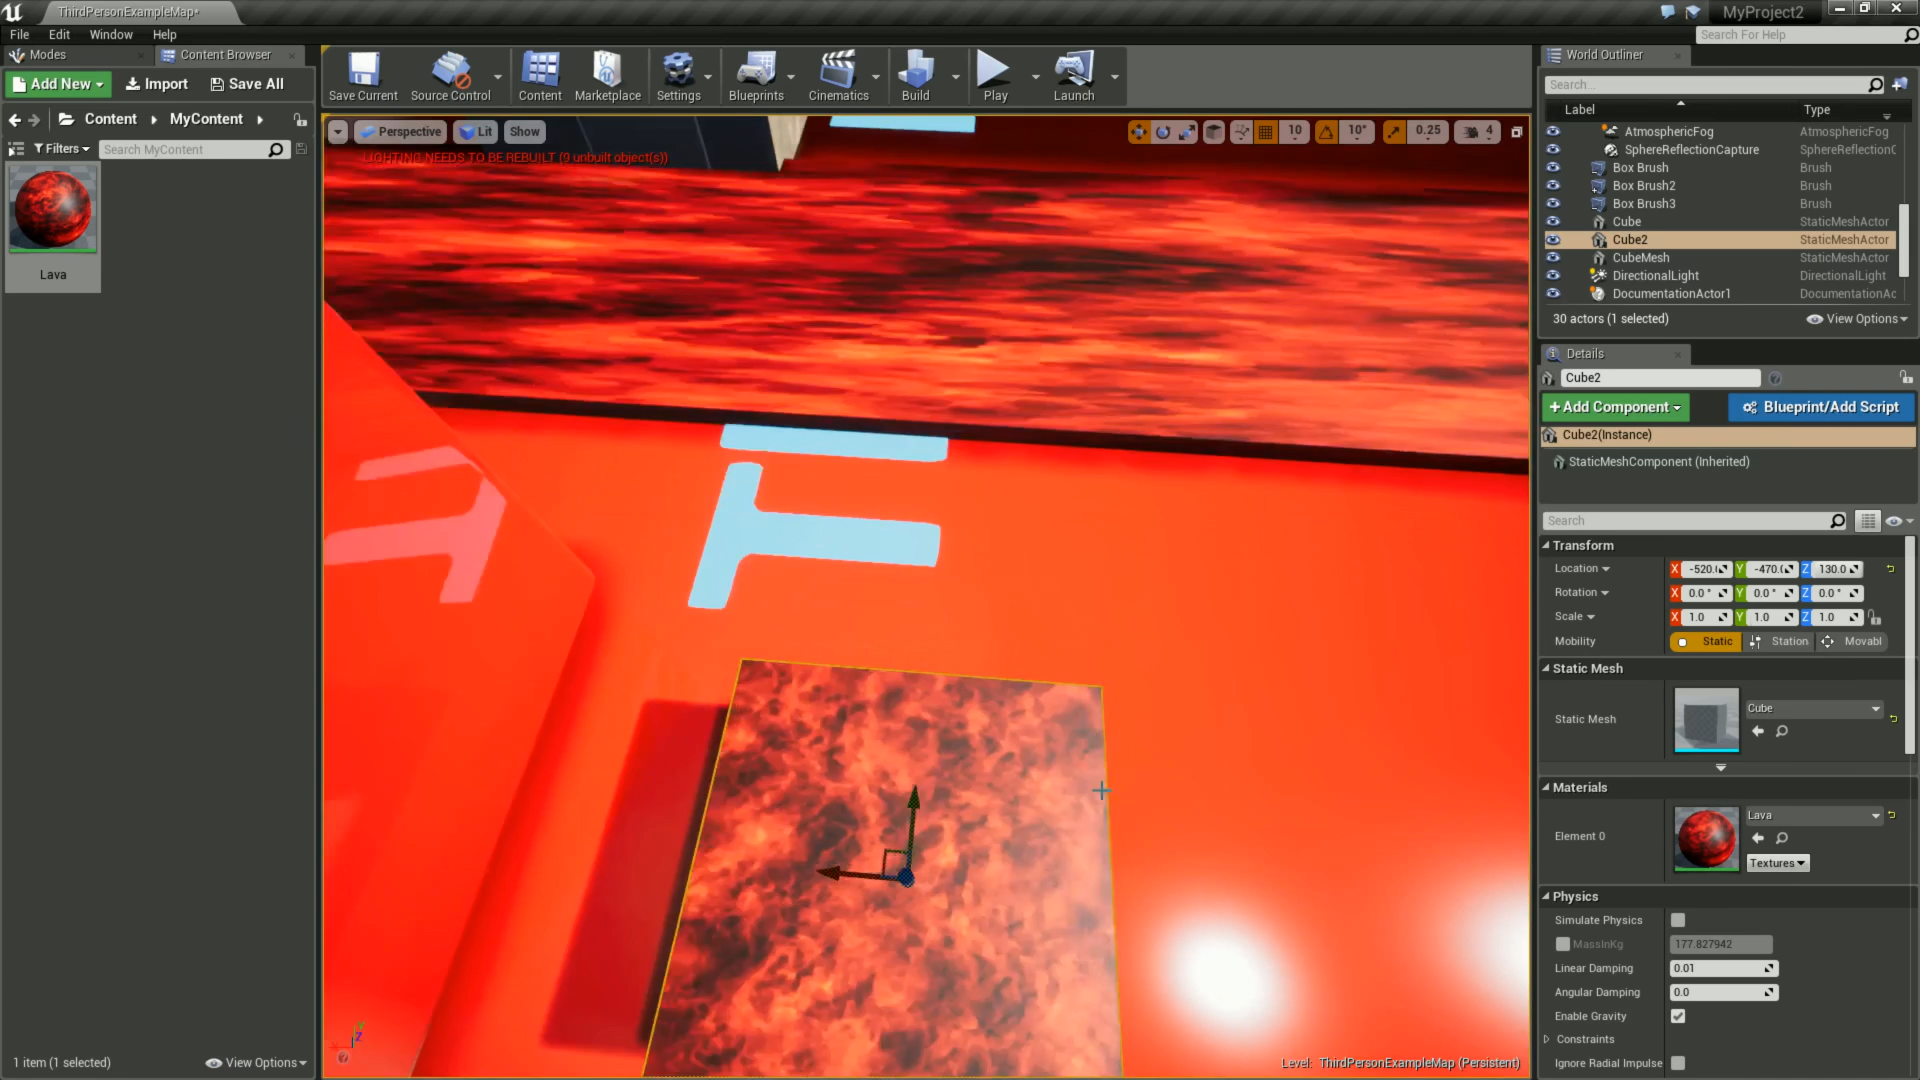 ThirdPersonExampleMap*
MyProject2
File Edit Window Help
Search For Help
Modes
Content Browser
World Outliner
Add New
Import
Save All
Save Current
Source Control
Content
Marketplace
Settings
Blueprints
Cinematics
Build
Play
Launch
Search...
Label
Type
Content
MyContent
Filters
Search MyContent
Perspective
Lit
Show
10
10°
0.25
4
LIGHTING NEEDS TO BE REBUILT (9 unbuilt object(s))
AtmosphericFog AtmosphericFog
SphereReflectionCapture SphereReflectionC
Box Brush Brush
Box Brush2 Brush
Box Brush3 Brush
Cube StaticMeshActor
Cube2 StaticMeshActor
CubeMesh StaticMeshActor
DirectionalLight DirectionalLight
DocumentationActor1 DocumentationAc
30 actors (1 selected)
View Options
Lava
Details
Cube2
+Add Component
Blueprint/Add Script
Cube2(Instance)
StaticMeshComponent (Inherited)
Search
Transform
Location X -520.( Y -470.( Z 130.0
Rotation X 0.0 ° Y 0.0 ° Z 0.0 °
Scale X 1.0 Y 1.0 Z 1.0
Mobility Static Station Movabl
Static Mesh
Static Mesh
Cube
Materials
Element 0
Lava
Textures
Physics
Simulate Physics
MassInKg 177.827942
Linear Damping 0.01
Angular Damping 0.0
Enable Gravity
Constraints
Ignore Radial Impulse
1 item (1 selected)
View Options
Level: ThirdPersonExampleMap (Persistent)